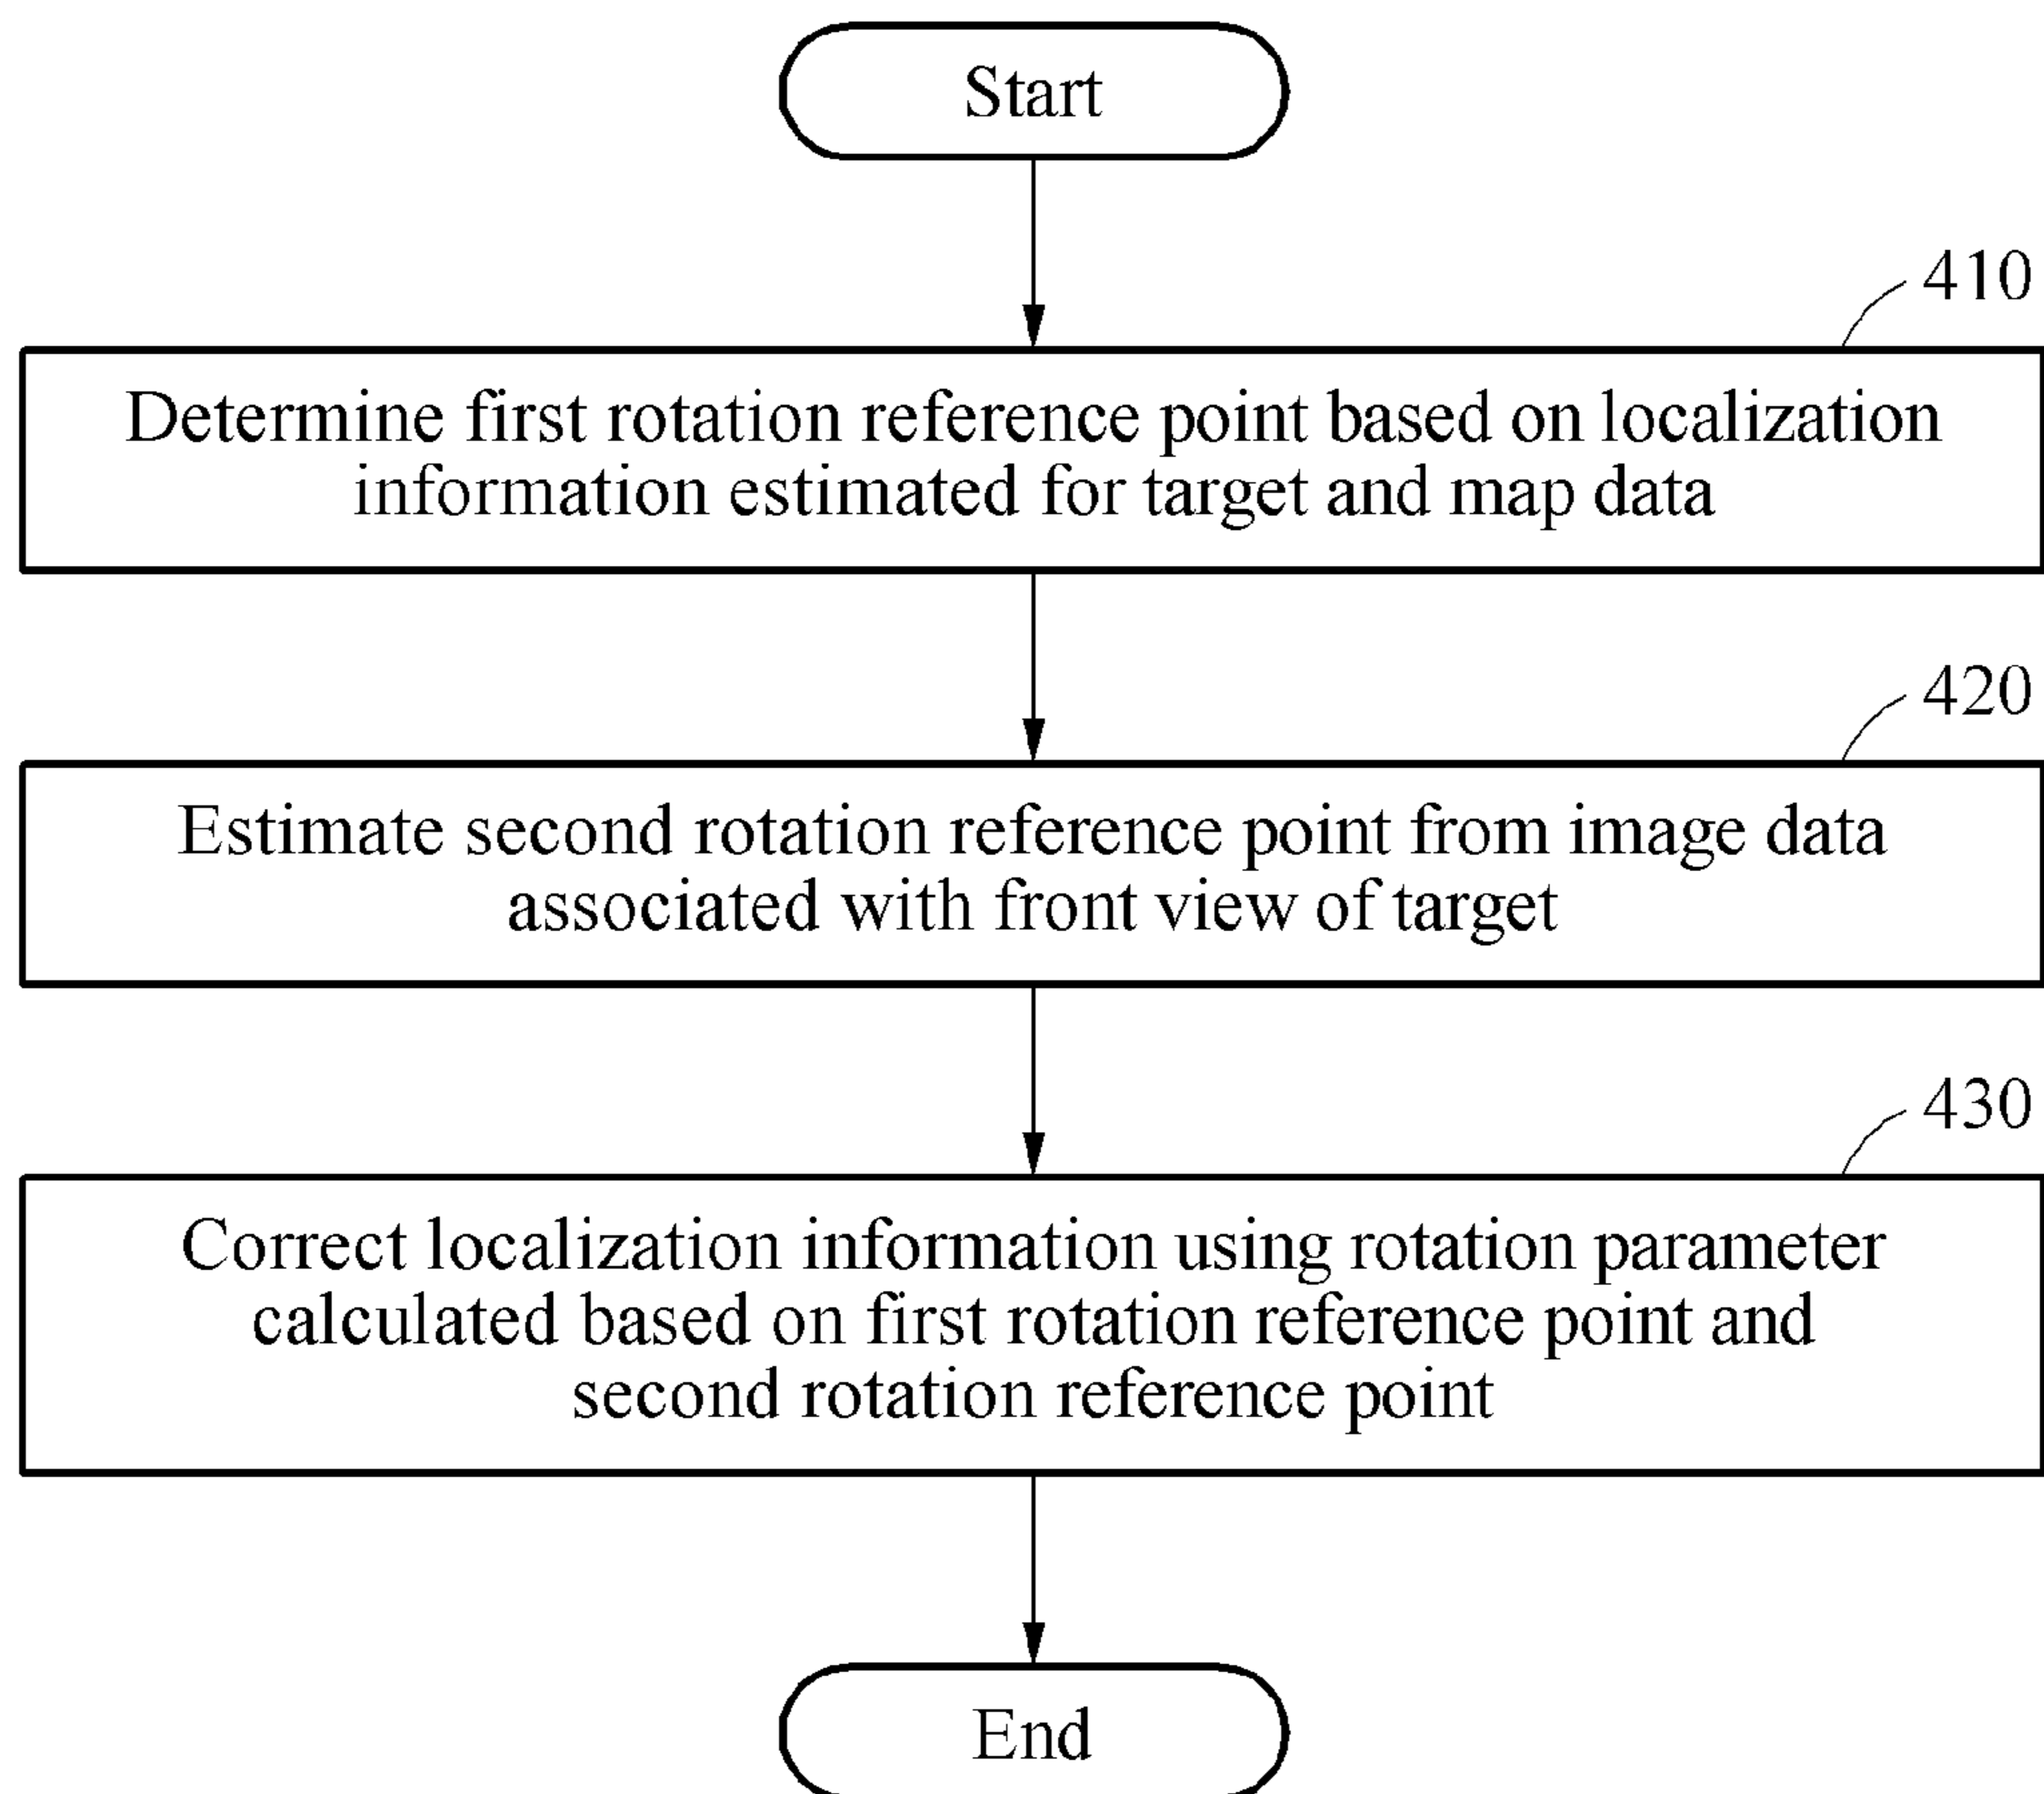 Start
410
Determine first rotation reference point based on localization
information estimated for target and map data
420
Estimate second rotation reference point from image data
associated with front view of target
430
Correct localization information using rotation parameter
calculated based on first rotation reference point and
second rotation reference point
End